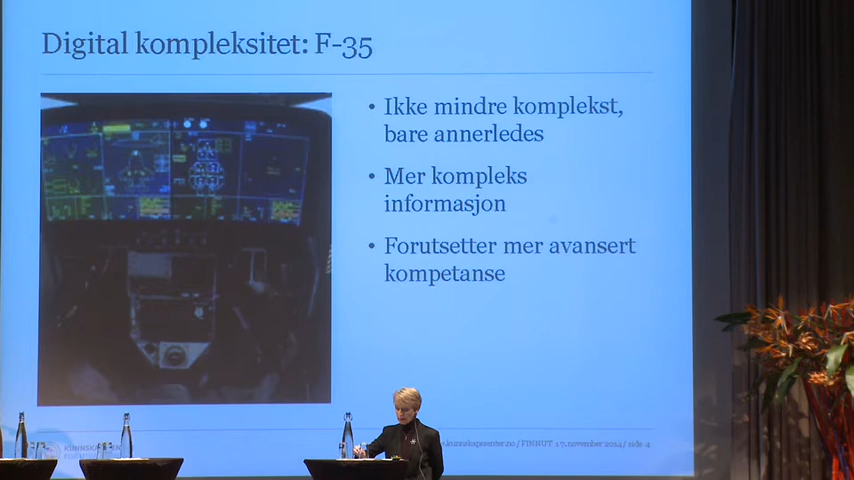 Digital kompleksitet: F-35
• Ikke mindre komplekst,
bare annerledes
• Mer kompleks
informasjon
• Forutsetter mer avansert
kompetanse
/ FINNUT 17.november 2014 / side 4